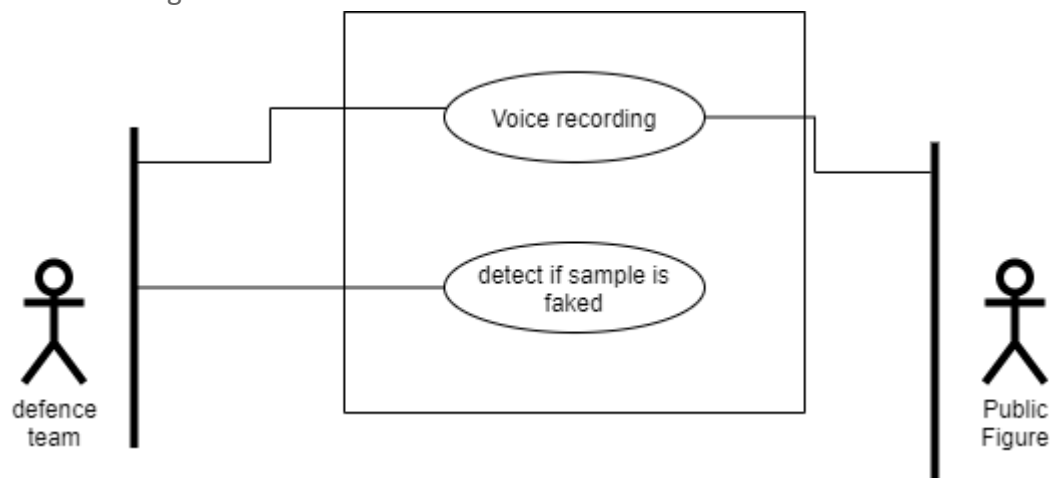 Voice recording
detect if sample is
faked
defence
team
Public
Figure